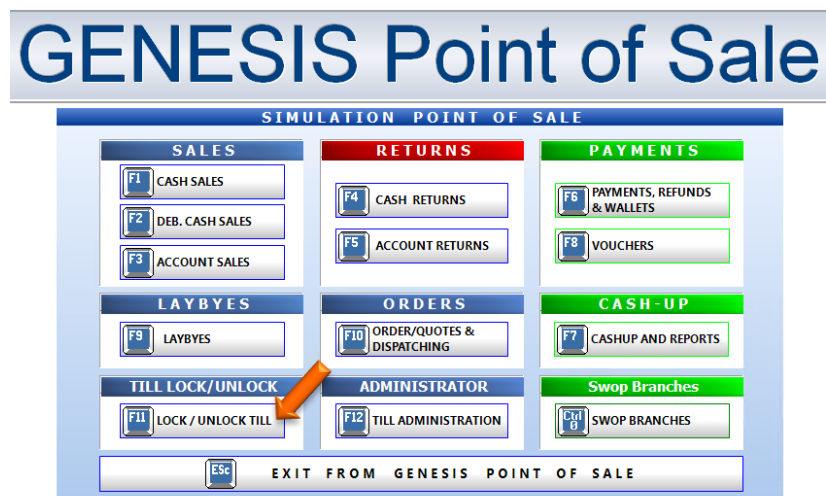 GENESIS Point of Sale
SIMULATION POINT OF SALE
SALES
F1 CASH SALES
F2 DEB. CASH SALES
F3 ACCOUNT SALES
RETURNS
F4 CASH RETURNS
F5 ACCOUNT RETURNS
PAYMENTS
F6 PAYMENTS, REFUNDS
& WALLETS
F8 VOUCHERS
LAYBYES
F9 LAYBYES
ORDERS
F10 ORDER/QUOTES &
DISPATCHING
CASH-UP
F7 CASHUP AND REPORTS
TILL LOCK/UNLOCK
F11 LOCK / UNLOCK TILL
ADMINISTRATOR
F12 TILL ADMINISTRATION
Swop Branches
Ctrl
0 SWOP BRANCHES
ESc EXIT FROM GENESIS POINT OF SALE